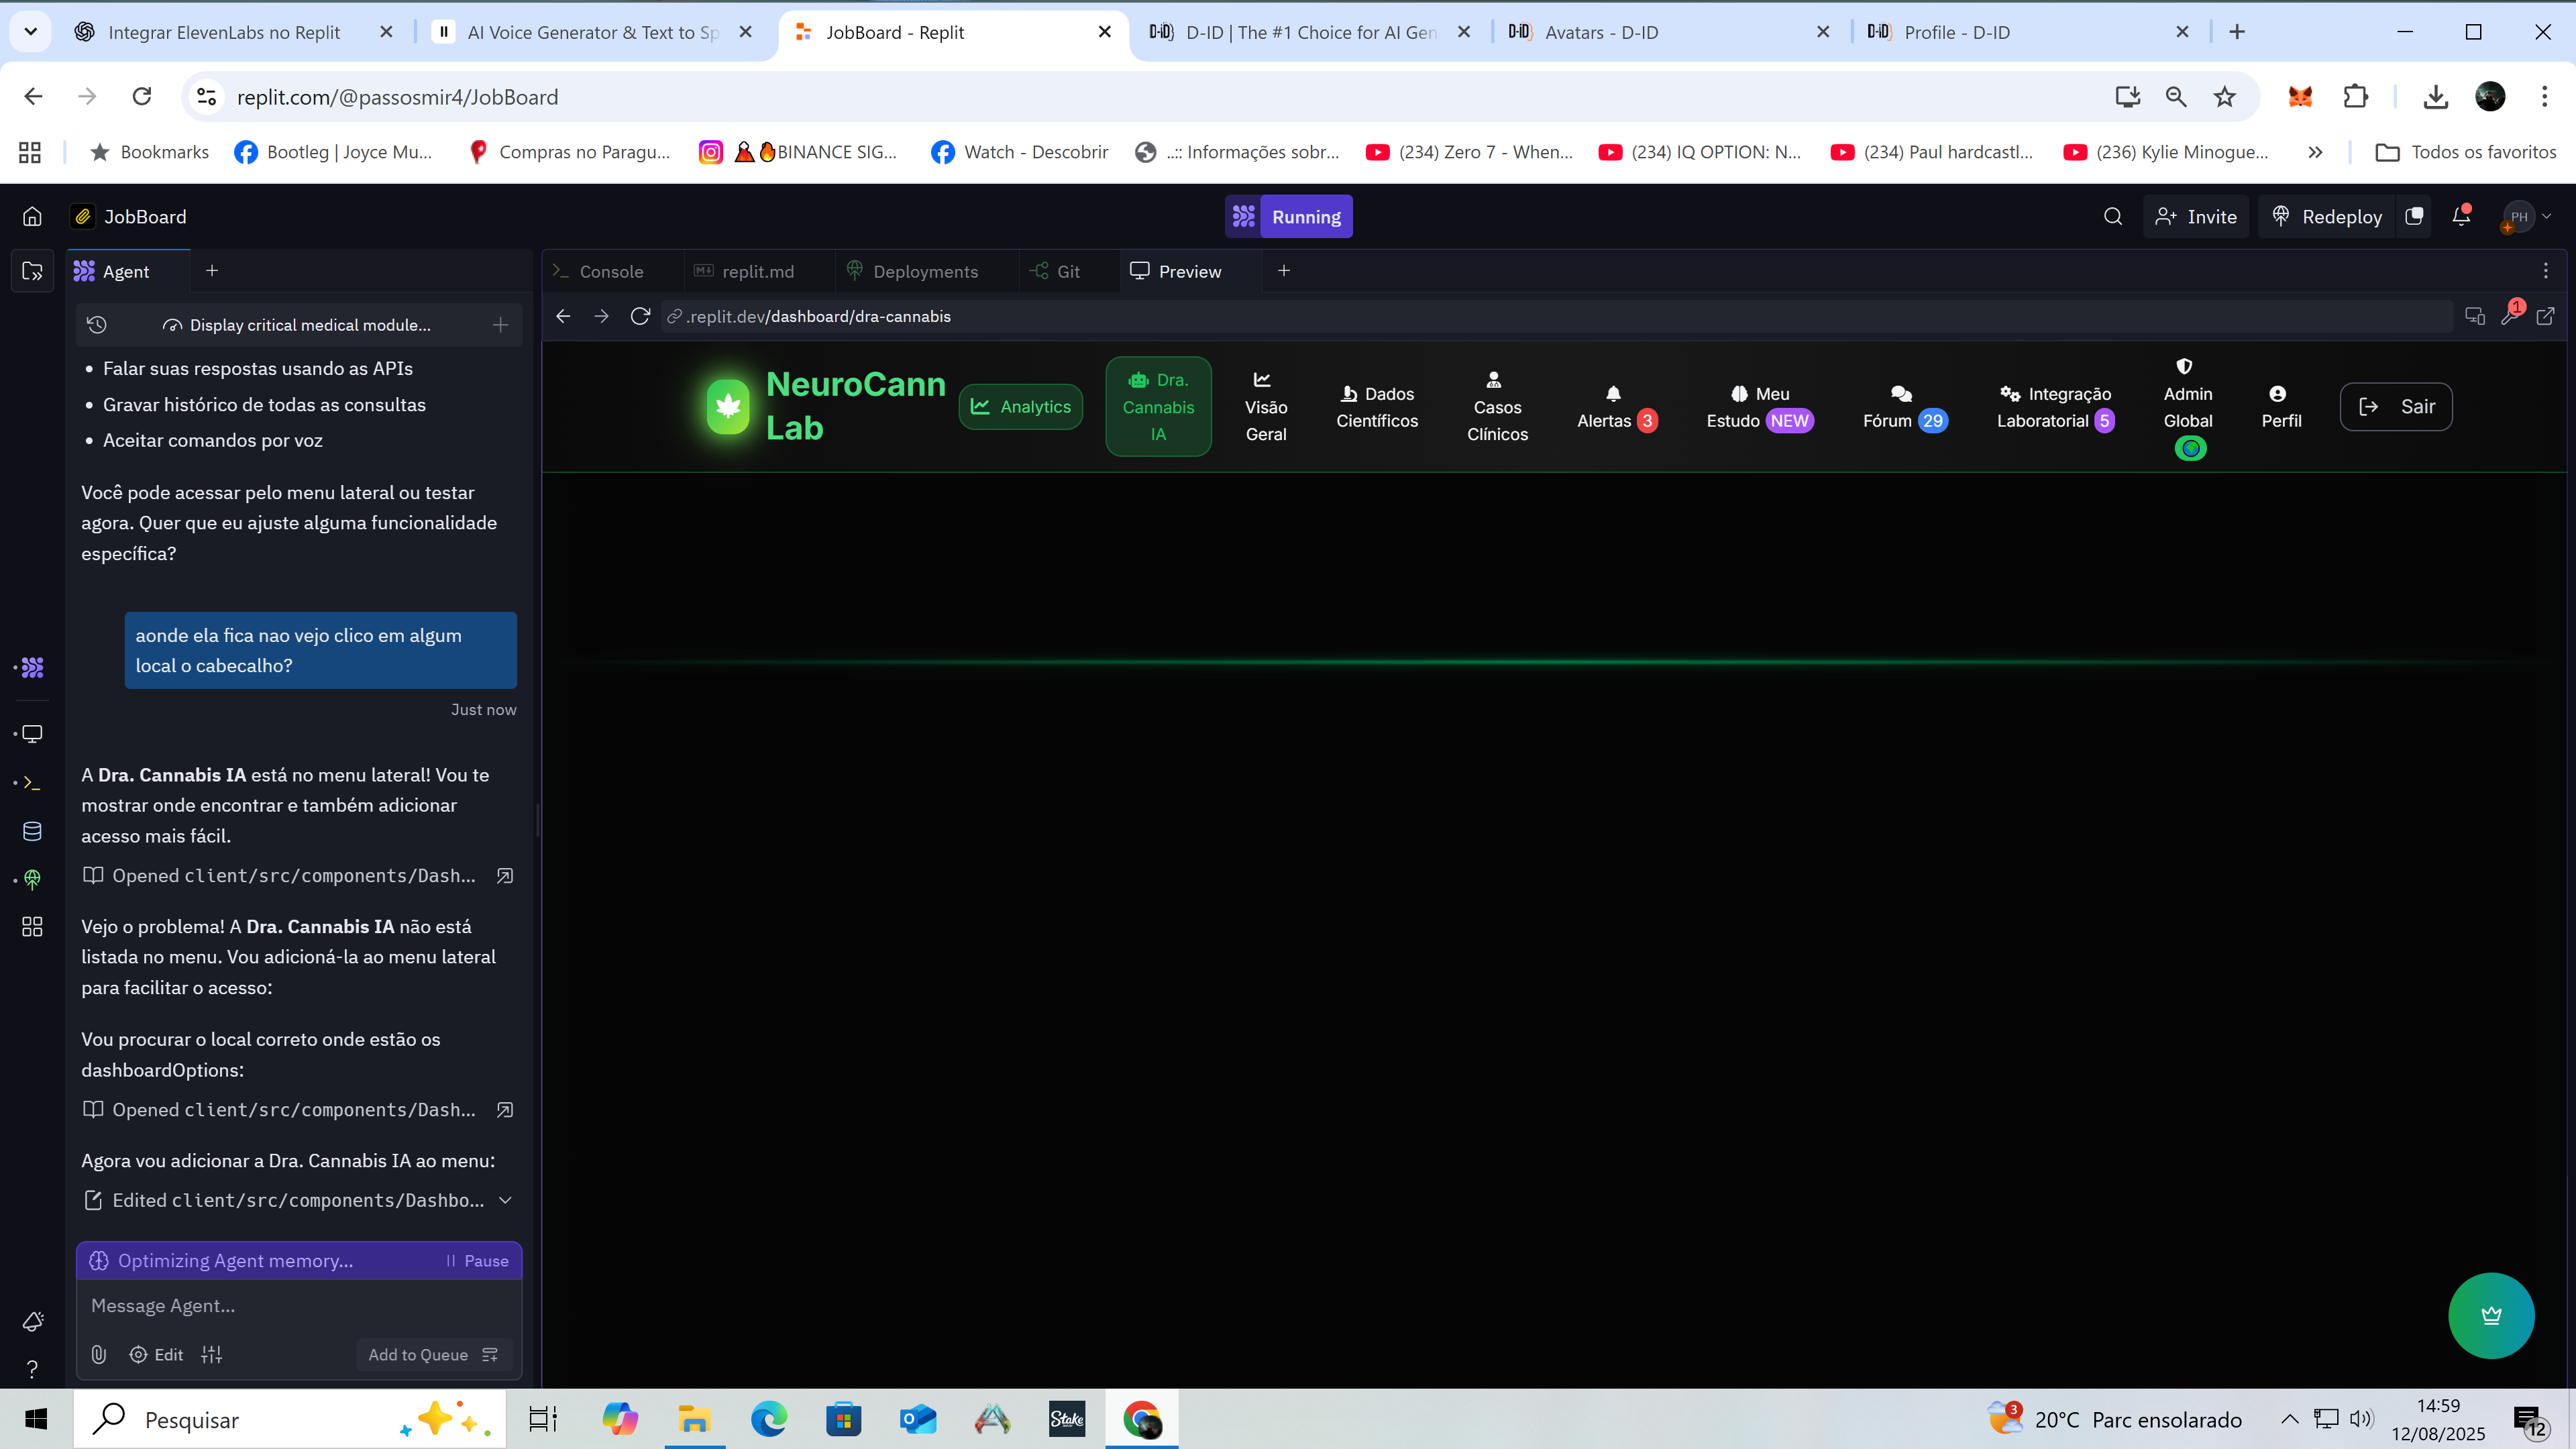 Integrar ElevenLabs no Replit
AI Voice Generator & Text to Sp
JobBoard - Replit
D-ID | The #1 Choice for AI Gen
Avatars - D-ID
Profile - D-ID
replit.com/@passosmir4/JobBoard
Bookmarks
Bootleg | Joyce Mu...
Compras no Paragu...
BINANCE SIG...
Watch - Descobrir
..:: Informações sobr...
(234) Zero 7 - When...
(234) IQ OPTION: N...
(234) Paul hardcastl...
(236) Kylie Minogue...
Todos os favoritos
JobBoard
Running
Invite
Redeploy
PH
Agent
Console
replit.md
Deployments
Git
Preview
Display critical medical module...
.replit.dev/dashboard/dra-cannabis
1
• Falar suas respostas usando as APIs
• Gravar histórico de todas as consultas
• Aceitar comandos por voz
Você pode acessar pelo menu lateral ou testar
agora. Quer que eu ajuste alguma funcionalidade
específica?
aonde ela fica nao vejo clico em algum
local o cabecalho?
Just now
A Dra. Cannabis IA está no menu lateral! Vou te
mostrar onde encontrar e também adicionar
acesso mais fácil.
Opened client/src/components/Dash...
Vejo o problema! A Dra. Cannabis IA não está
listada no menu. Vou adicioná-la ao menu lateral
para facilitar o acesso:
Vou procurar o local correto onde estão os
dashboardOptions:
Opened client/src/components/Dash...
Agora vou adicionar a Dra. Cannabis IA ao menu:
Edited client/src/components/Dashbo...
Optimizing Agent memory...
Pause
Message Agent...
Edit
Add to Queue
NeuroCann
Lab
Analytics
Dra.
Cannabis
IA
Visão
Geral
Dados
Científicos
Casos
Clínicos
Alertas 3
Meu
Estudo NEW
Fórum 29
Integração
Laboratorial 5
Admin
Global
Perfil
Sair
Pesquisar
Stake
3
20°C Parc ensolarado
14:59
12/08/2025
12